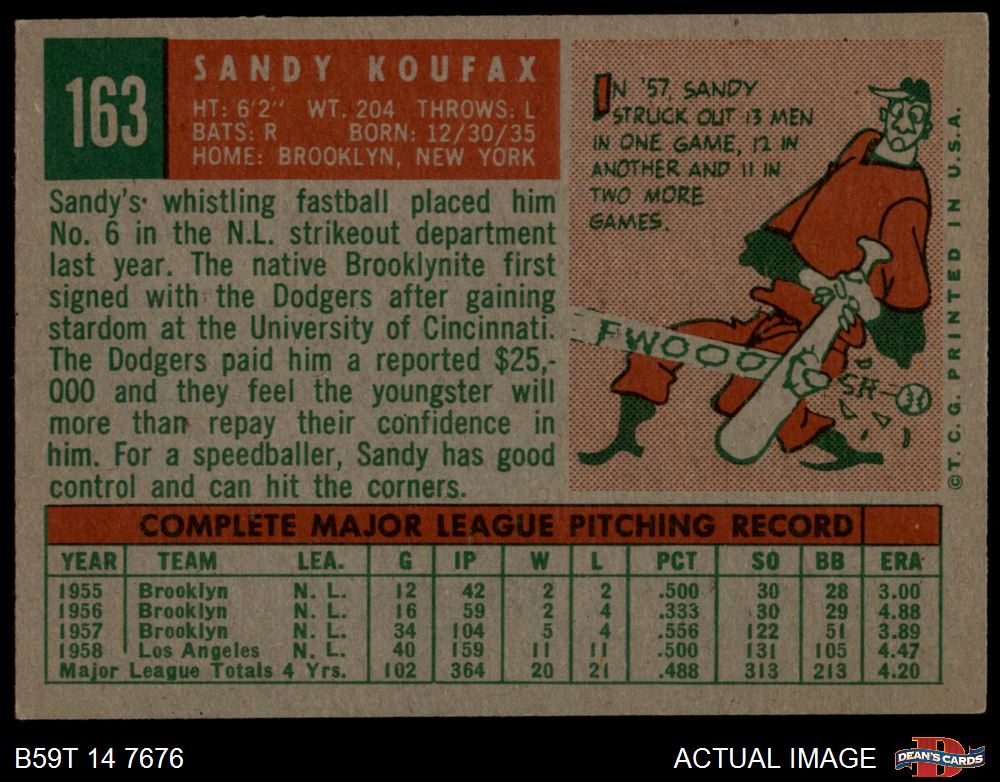 163
SANDY KOUFAX
HT: 6'2" WT. 204 THROWS: L
BATS: R BORN: 12/30/35
HOME: BROOKLYN, NEW YORK
Sandy's whistling fastball placed him
No. 6 in the N.L. strikeout department
last year. The native Brooklynite first
signed with the Dodgers after gaining
stardom at the University of Cincinnati.
The Dodgers paid him a reported $25,-
000 and they feel the youngster will
more than repay their confidence in
him. For a speedballer, Sandy has good
control and can hit the corners.
IN '57, SANDY
STRUCK OUT 13 MEN
IN ONE GAME, 12 IN
ANOTHER AND 11 IN
TWO MORE
GAMES.
FWOOO
SH
©T. C. G. PRINTED IN U.S.A.
COMPLETE MAJOR LEAGUE PITCHING RECORD
YEAR TEAM LEA. G IP W L PCT SO BB ERA
1955 Brooklyn N. L. 12 42 2 2 .500 30 28 3.00
1956 Brooklyn N. L. 16 59 2 4 .333 30 29 4.88
1957 Brooklyn N. L. 34 104 5 4 .556 122 51 3.89
1958 Los Angeles N. L. 40 159 11 11 .500 131 105 4.47
Major League Totals 4 Yrs. 102 364 20 21 .488 313 213 4.20
B59T 14 7676
ACTUAL IMAGE
D
DEAN'S CARDS